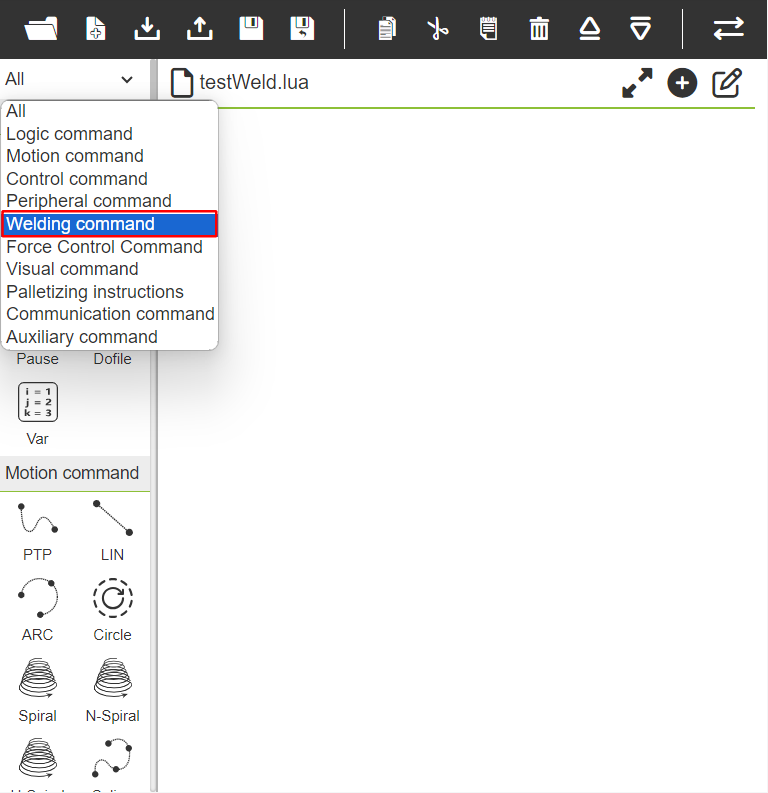 All
testWeld.lua
All
Logic command
Motion command
Control command
Peripheral command
Welding command
Force Control Command
Visual command
Palletizing instructions
Communication command
Auxiliary command
Pause Dofile
i = 1
j = 2
k = 3
Var
Motion command
PTP LIN
ARC Circle
Spiral N-Spiral